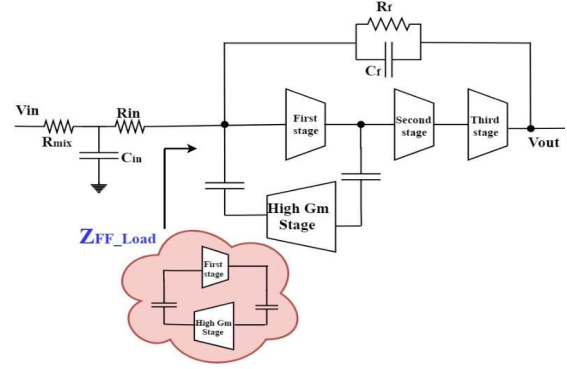 Rf
Cf
Vin
Rin
Rmix
Cin
First
stage
Second
stage
Third
stage
Vout
High Gm
Stage
ZFF_Load
First
stage
High Gm
Stage